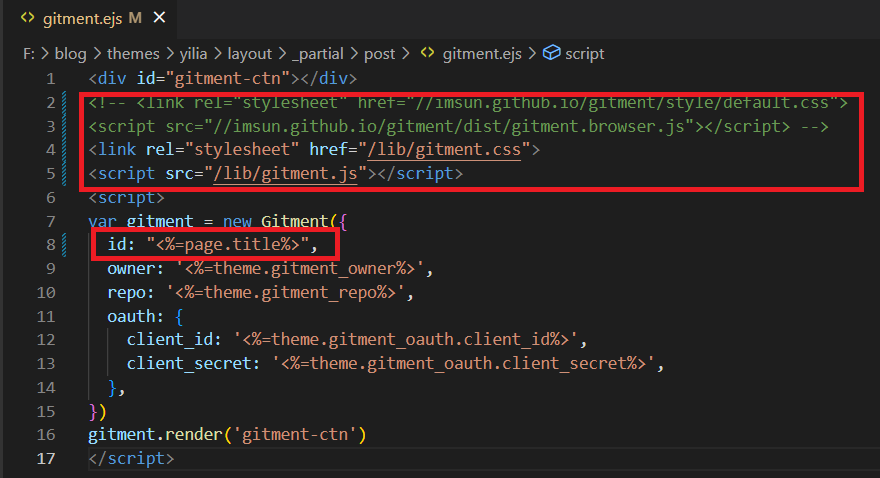 gitment.ejs M
F: > blog > themes > yilia > layout > _partial > post > gitment.ejs > script
1 <div id="gitment-ctn"></div>
2 <!-- <link rel="stylesheet" href="//imsun.github.io/gitment/style/default.css">
3 <script src="//imsun.github.io/gitment/dist/gitment.browser.js"></script> -->
4 <link rel="stylesheet" href="/lib/gitment.css">
5 <script src="/lib/gitment.js"></script>
6 <script>
7 var gitment = new Gitment({
8 id: "<%=page.title%>",
9 owner: '<%=theme.gitment_owner%>',
10 repo: '<%=theme.gitment_repo%>',
11 oauth: {
12 client_id: '<%=theme.gitment_oauth.client_id%>',
13 client_secret: '<%=theme.gitment_oauth.client_secret%>',
14 },
15 })
16 gitment.render('gitment-ctn')
17 </script>